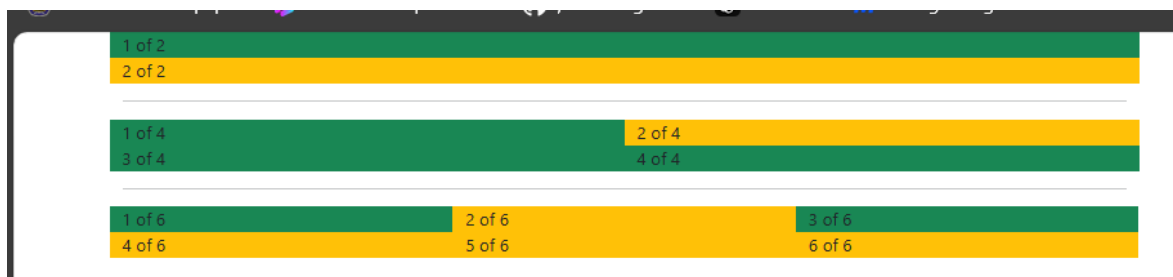 1 of 2
2 of 2
1 of 4 2 of 4
3 of 4 4 of 4
1 of 6 2 of 6 3 of 6
4 of 6 5 of 6 6 of 6